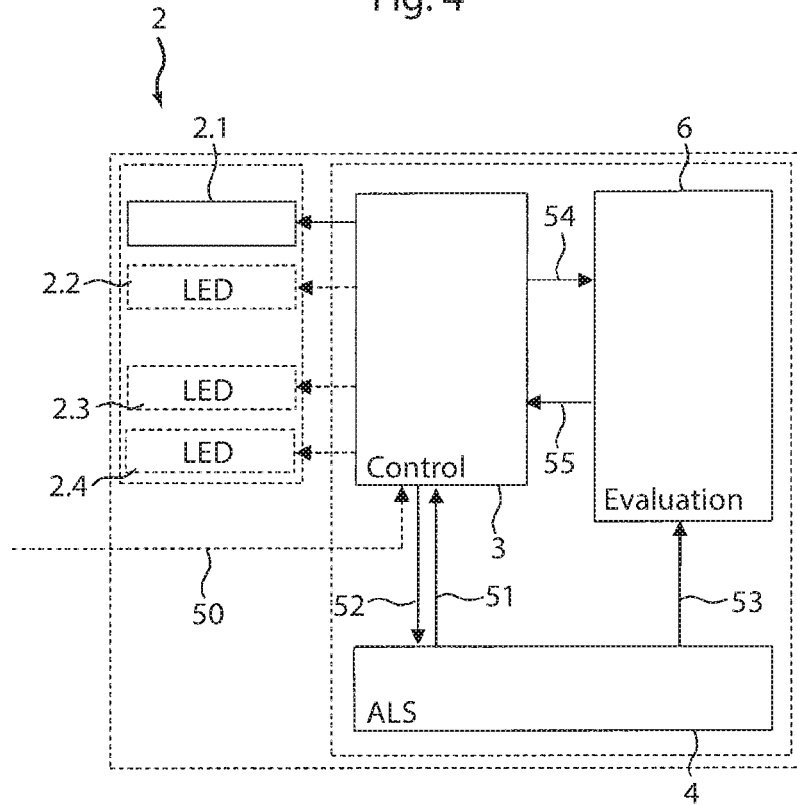 Fig. 4
2
2.1
6
54
2.2
LED
LED
2.3
55
LED
Control
2.4
Evaluation
3
52
51
53
50
ALS
4